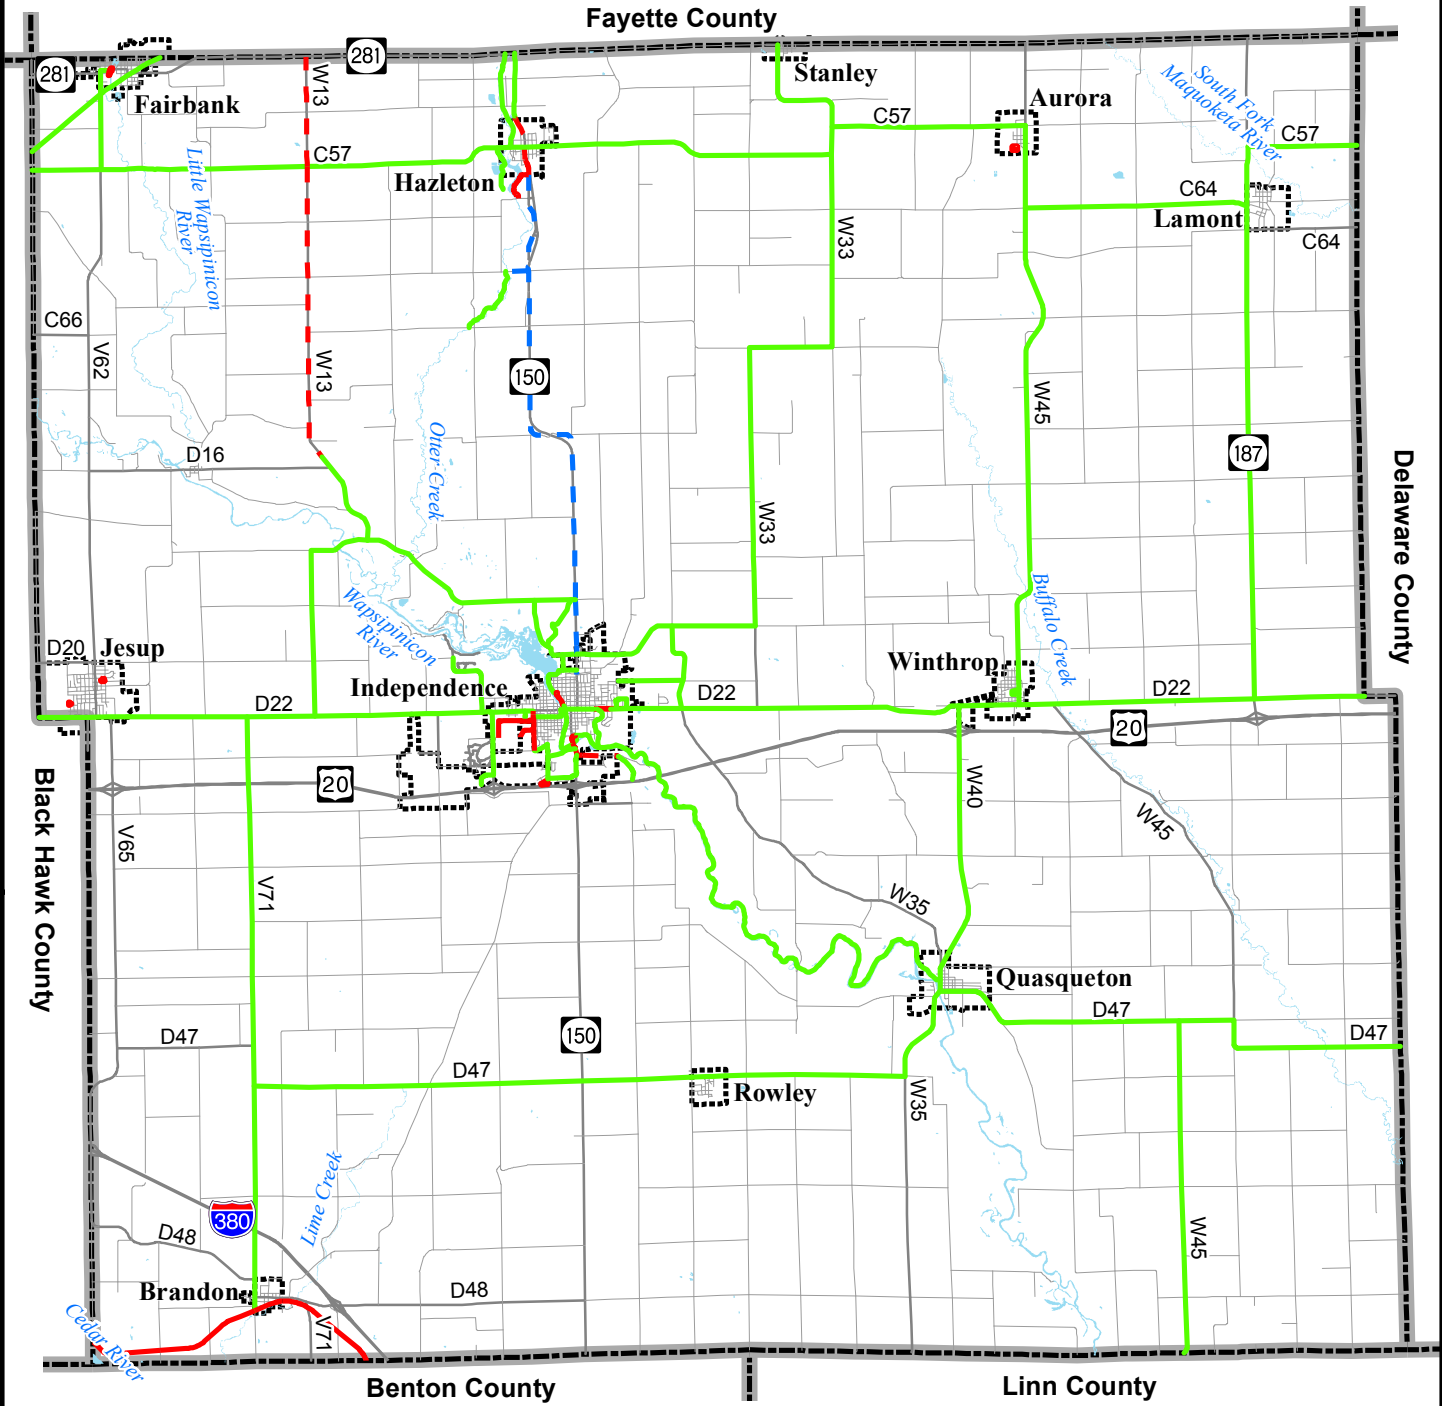 Fayette County
281
281
W13
Stanley
Fairbank
Aurora
South Fork
Maquoketa River
C57
C57
C57
Little Wapsipinicon
River
Hazleton
C64
Lamont
C64
W33
C66
V62
W13
150
W45
187
Otter Creek
D16
W33
Delaware County
Buffalo Creek
Wapsipinicon
River
D20
Jesup
Winthrop
Independence
D22
D22
D22
20
20
W40
W45
Black Hawk County
V65
V71
W35
Quasqueton
D47
D47
D47
150
D47
Rowley
W35
Lime Creek
380
D48
W45
Brandon
D48
V71
Cedar River
Benton County
Linn County